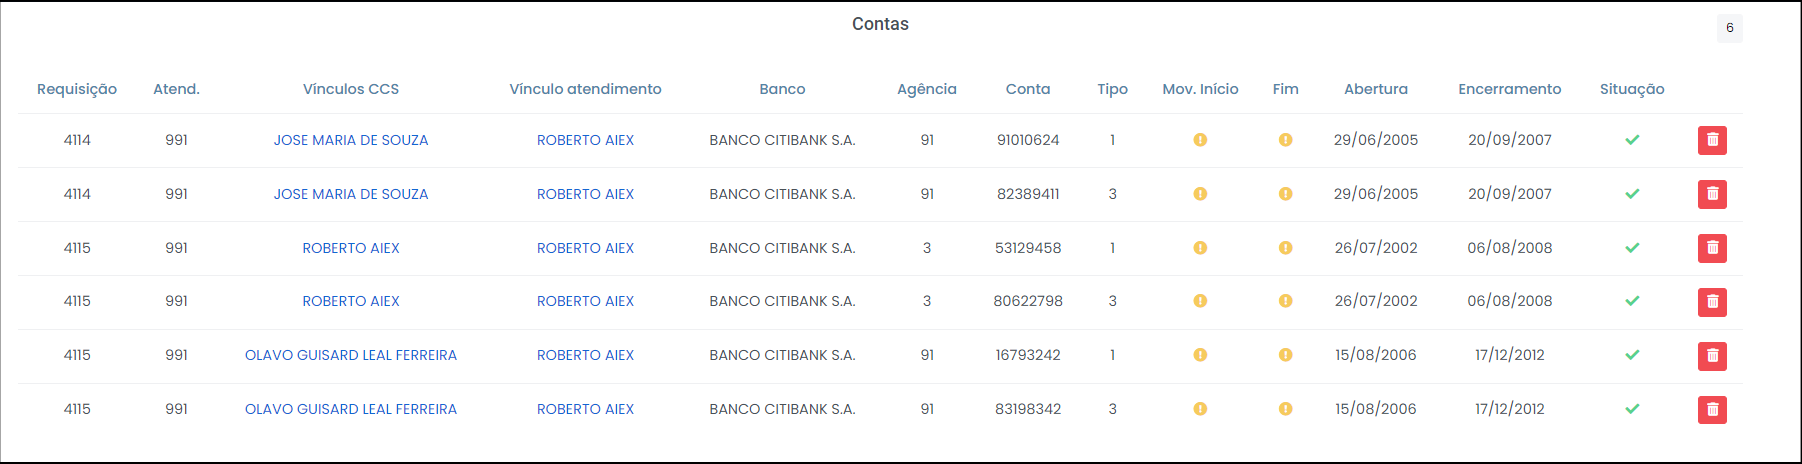 Contas
6
Requisição Atend. Vínculos CCS Vínculo atendimento Banco Agência Conta Tipo Mov. Início Fim Abertura Encerramento Situação
4114 991 JOSE MARIA DE SOUZA ROBERTO AIEX BANCO CITIBANK S.A. 91 91010624 1 29/06/2005 20/09/2007
4114 991 JOSE MARIA DE SOUZA ROBERTO AIEX BANCO CITIBANK S.A. 91 82389411 3 29/06/2005 20/09/2007
4115 991 ROBERTO AIEX ROBERTO AIEX BANCO CITIBANK S.A. 3 53129458 1 26/07/2002 06/08/2008
4115 991 ROBERTO AIEX ROBERTO AIEX BANCO CITIBANK S.A. 3 80622798 3 26/07/2002 06/08/2008
4115 991 OLAVO GUISARD LEAL FERREIRA ROBERTO AIEX BANCO CITIBANK S.A. 91 16793242 1 15/08/2006 17/12/2012
4115 991 OLAVO GUISARD LEAL FERREIRA ROBERTO AIEX BANCO CITIBANK S.A. 91 83198342 3 15/08/2006 17/12/2012